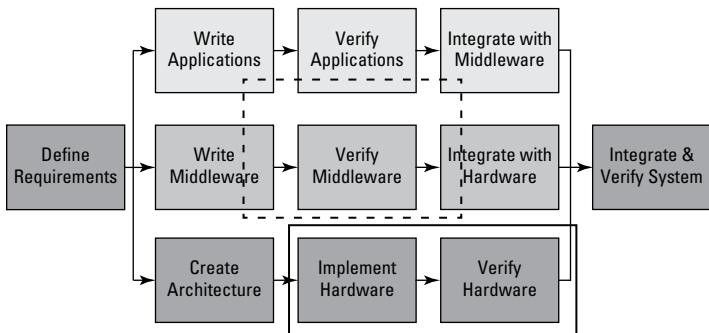 Write
Applications
Verify
Applications
Integrate with
Middleware
Define
Requirements
Write
Middleware
Verify
Middleware
Integrate with
Hardware
Integrate &
Verify System
Create
Architecture
Implement
Hardware
Verify
Hardware